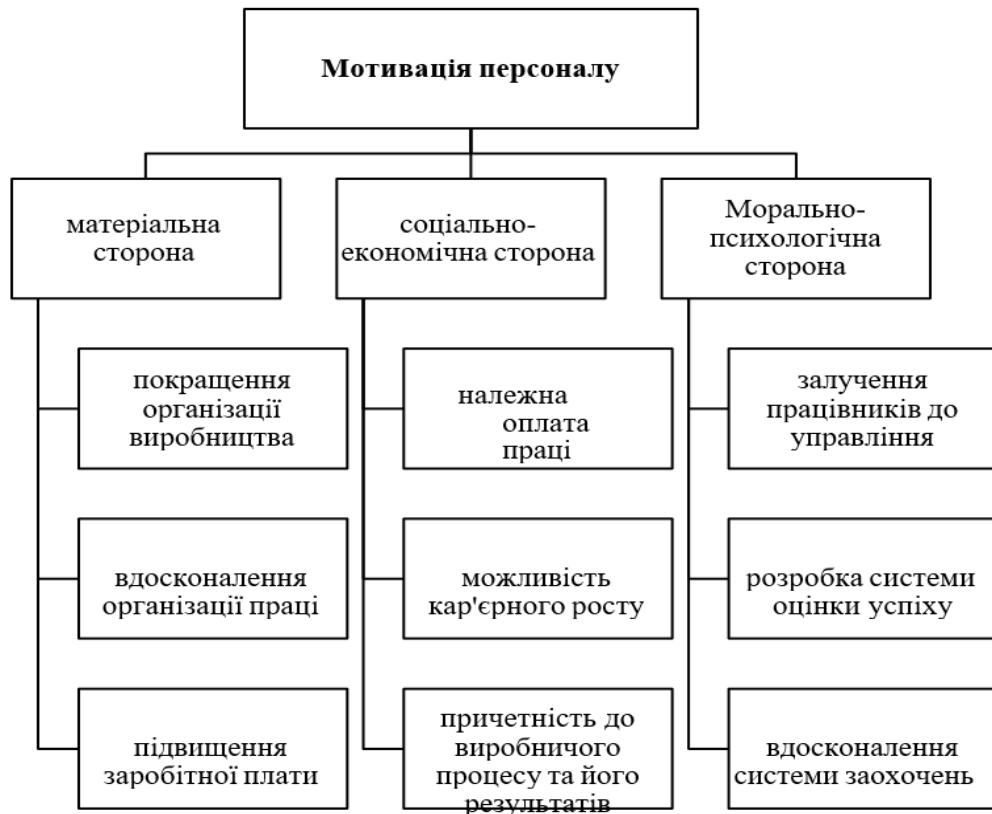 Мотивація персоналу
матеріальна
сторона
соціально-
економічна сторона
Морально-
психологічна
сторона
покращення
організації
виробництва
належна
оплата
праці
залучення
працівників до
управління
вдосконалення
організації праці
можливість
кар'єрного росту
розробка системи
оцінки успіху
підвищення
заробітної плати
причетність до
виробничого
процесу та його
результатів
вдосконалення
системи заохочень